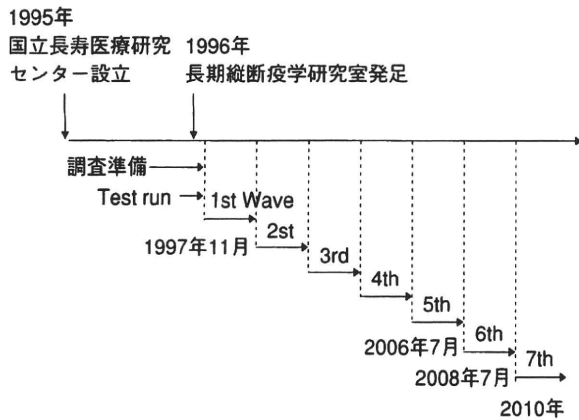 1995年
国立長寿医療研究
センター設立
1996年
長期縦断疫学研究室発足
調査準備
Test run
1st Wave
1997年11月
2st
3rd
4th
5th
2006年7月
6th
2008年7月
7th
2010年